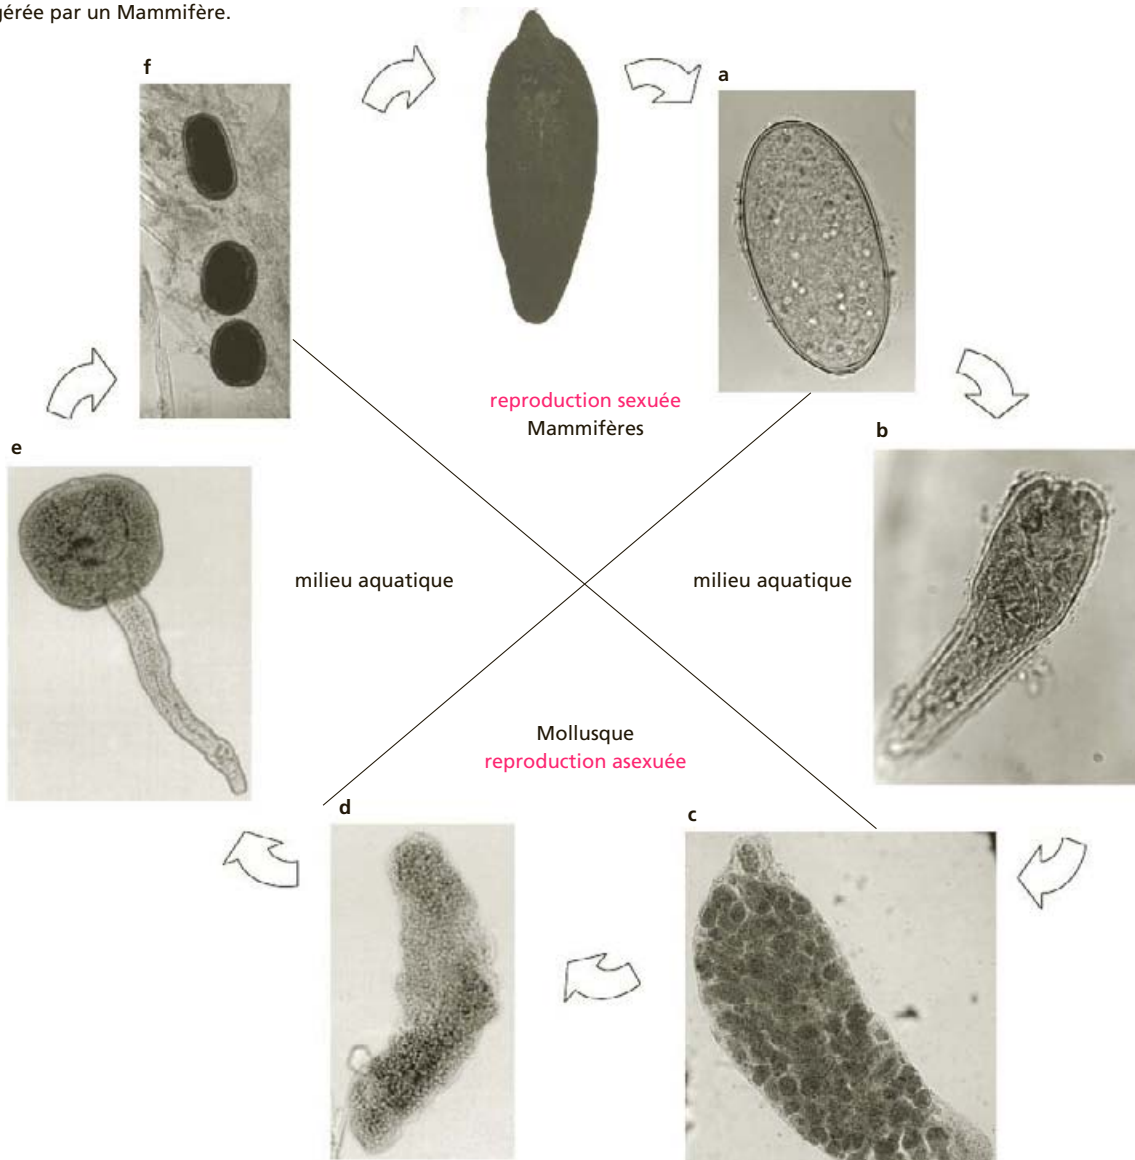 gérée par un Mammifère.
f
a
reproduction sexuée
Mammifères
b
e
milieu aquatique
milieu aquatique
Mollusque
reproduction asexuée
d
c